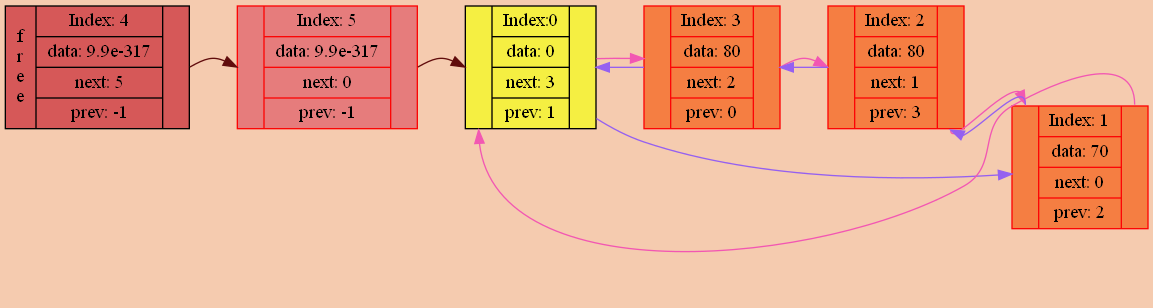 free
Index: 4
data: 9.9e-317
next: 5
prev: -1
Index: 5
data: 9.9e-317
next: 0
prev: -1
Index:0
data: 0
next: 3
prev: 1
Index: 3
data: 80
next: 2
prev: 0
Index: 2
data: 80
next: 1
prev: 3
Index: 1
data: 70
next: 0
prev: 2